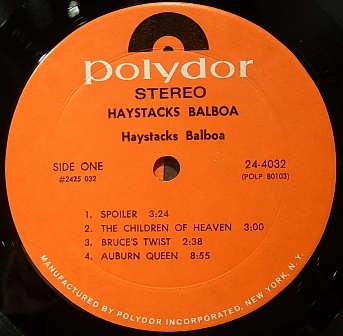 polydor
STEREO
HAYSTACKS BALBOA
Haystacks Balboa
SIDE ONE 24-4032
#2425 032 (POLP 80103)
1. SPOILER 3:24
2. THE CHILDREN OF HEAVEN 3:00
3. BRUCE'S TWIST 2:38
4. AUBURN QUEEN 8:55
MANUFACTURED BY POLYDOR INCORPORATED, NEW YORK, N.Y.